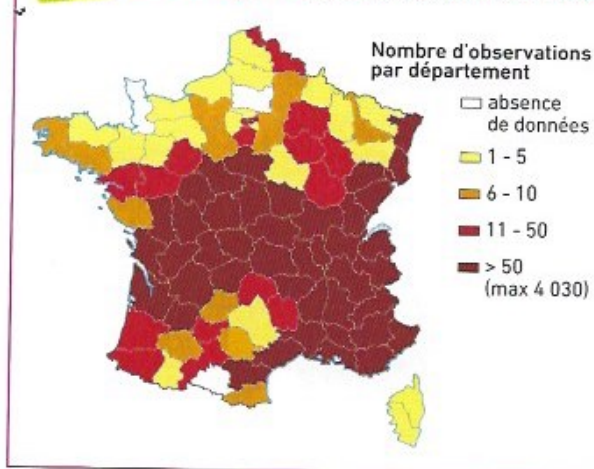 Nombre d'observations
par département
absence
de données
1 - 5
6 - 10
11 - 50
> 50
(max 4 030)